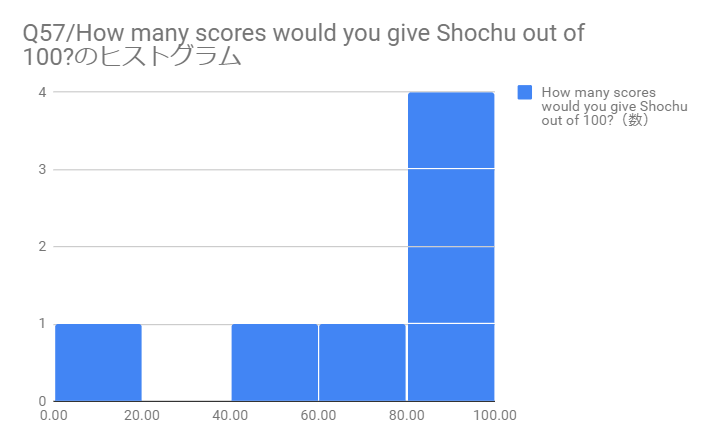 Q57/How many scores would you give Shochu out of
100?のヒストグラム
4
3
2
1
0
0.00
20.00
40.00
60.00
80.00
100.00
How many scores
would you give Shochu
out of 100?（数）